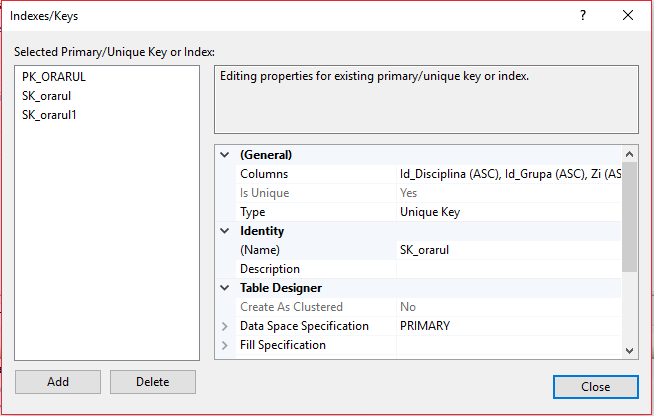 Indexes/Keys
?
Selected Primary/Unique Key or Index:
PK_ORARUL
SK_orarul
SK_orarul1
Editing properties for existing primary/unique key or index.
(General)
Columns Id_Disciplina (ASC), Id_Grupa (ASC), Zi (AS
Is Unique Yes
Type Unique Key
Identity
(Name) SK_orarul
Description
Table Designer
Create As Clustered No
Data Space Specification PRIMARY
Fill Specification
Add Delete
Close